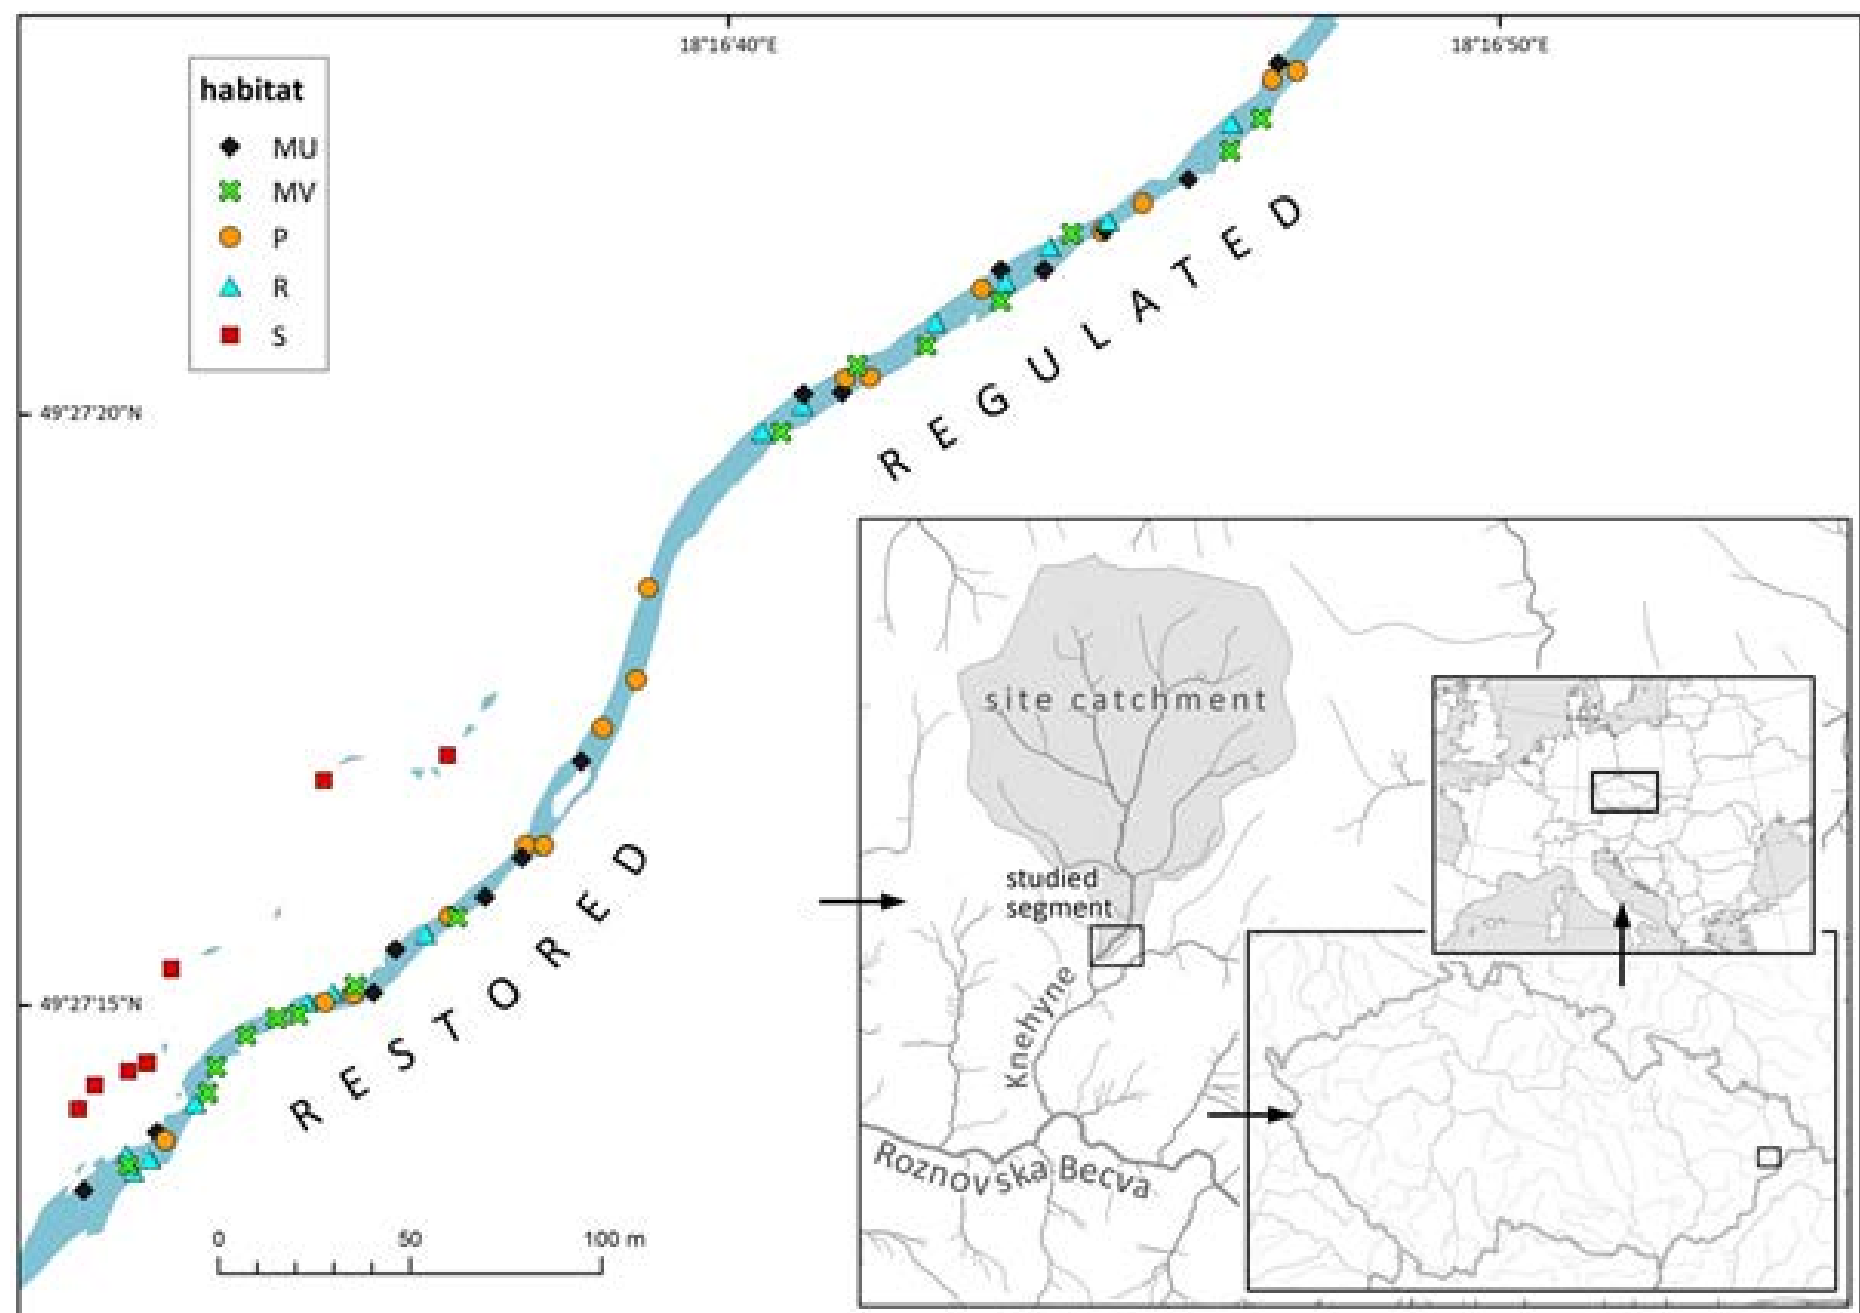 18°16'40"E
18°16'50"E
habitat
MU
MV
P
R
S
49°27'20"N
REGULATED
site catchment
studied
segment
RESTORED
49°27'15"N
Knehyne
Roznovska Becva
0 50 100 m